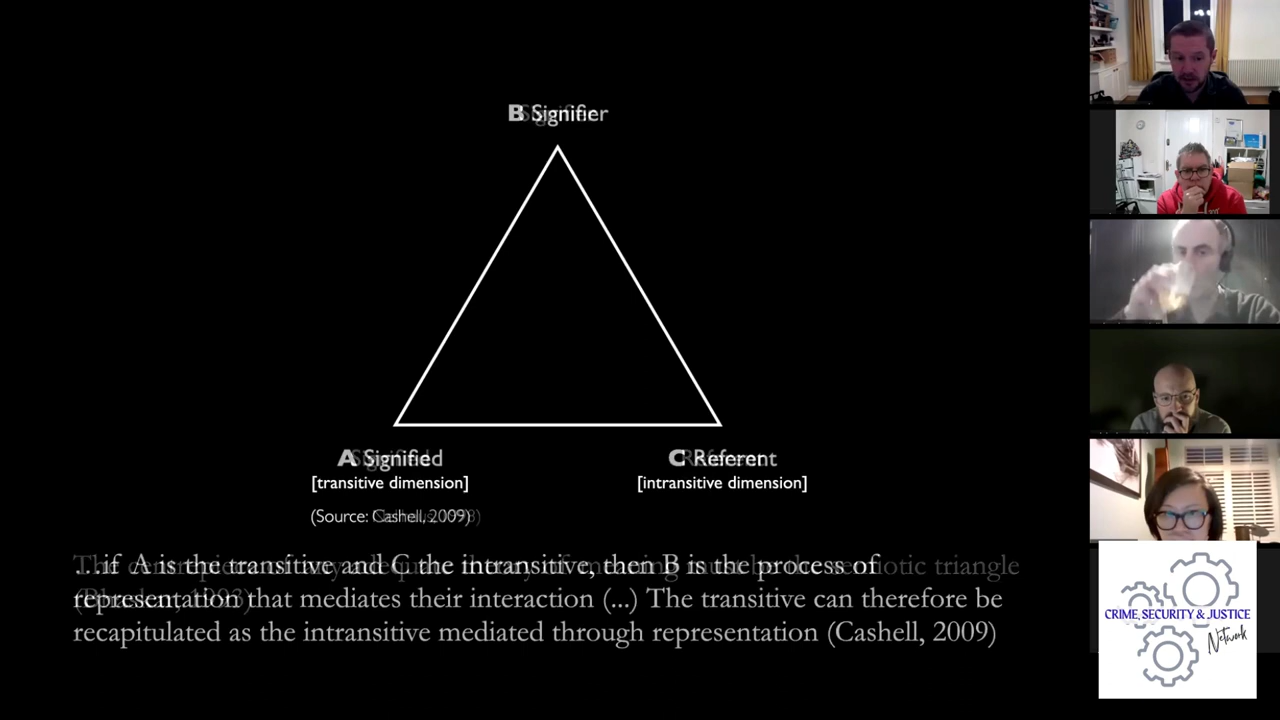 B Signifier
A Signified
C Referent
[transitive dimension]
[intransitive dimension]
(Source: Cashell, 2009)
…if A is the transitive and C the intransitive, then B is the process of
representation that mediates their interaction (...) The transitive can therefore be
recapitulated as the intransitive mediated through representation (Cashell, 2009)
CRIME, SECURITY & JUSTICE
Network